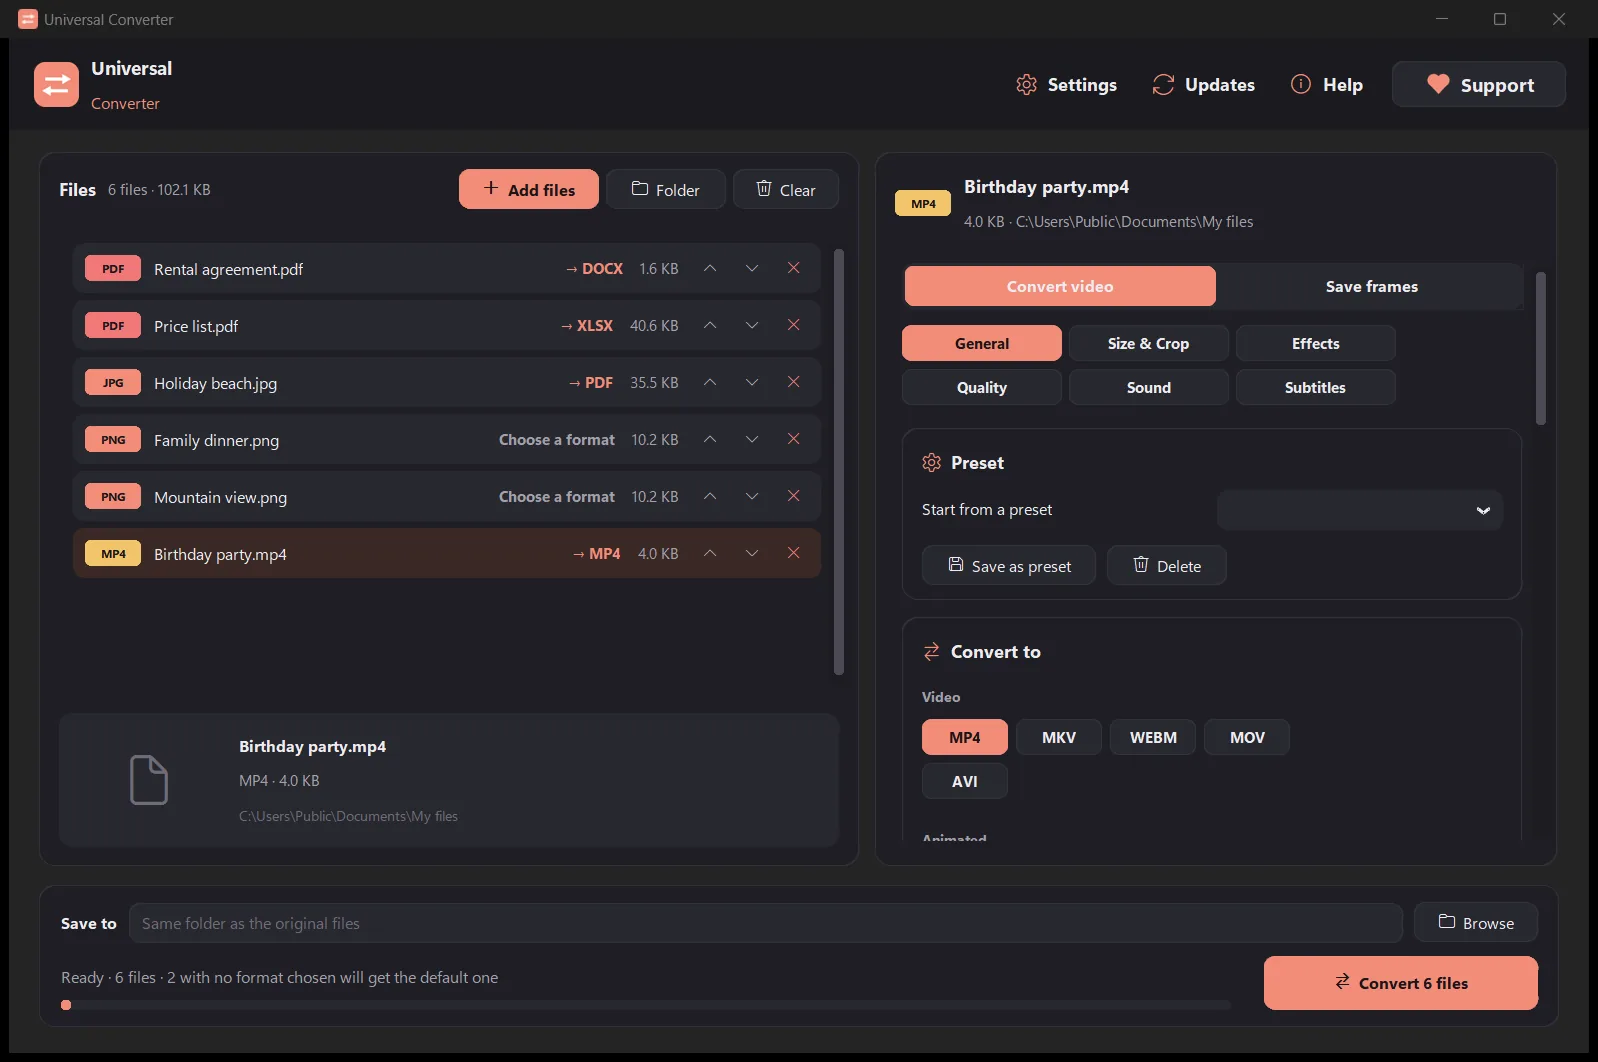 Universal Converter
Universal
Converter
Settings
Updates
Help
Support
Files 6 files · 102.1 KB
Add files
Folder
Clear
PDF Rental agreement.pdf → DOCX 1.6 KB
PDF Price list.pdf → XLSX 40.6 KB
JPG Holiday beach.jpg → PDF 35.5 KB
PNG Family dinner.png Choose a format 10.2 KB
PNG Mountain view.png Choose a format 10.2 KB
MP4 Birthday party.mp4 → MP4 4.0 KB
Birthday party.mp4
MP4 · 4.0 KB
C:\Users\Public\Documents\My files
MP4
Birthday party.mp4
4.0 KB · C:\Users\Public\Documents\My files
Convert video
Save frames
General
Size & Crop
Effects
Quality
Sound
Subtitles
Preset
Start from a preset
Save as preset
Delete
Convert to
Video
MP4
MKV
WEBM
MOV
AVI
Animated
Save to
Same folder as the original files
Browse
Ready · 6 files · 2 with no format chosen will get the default one
Convert 6 files